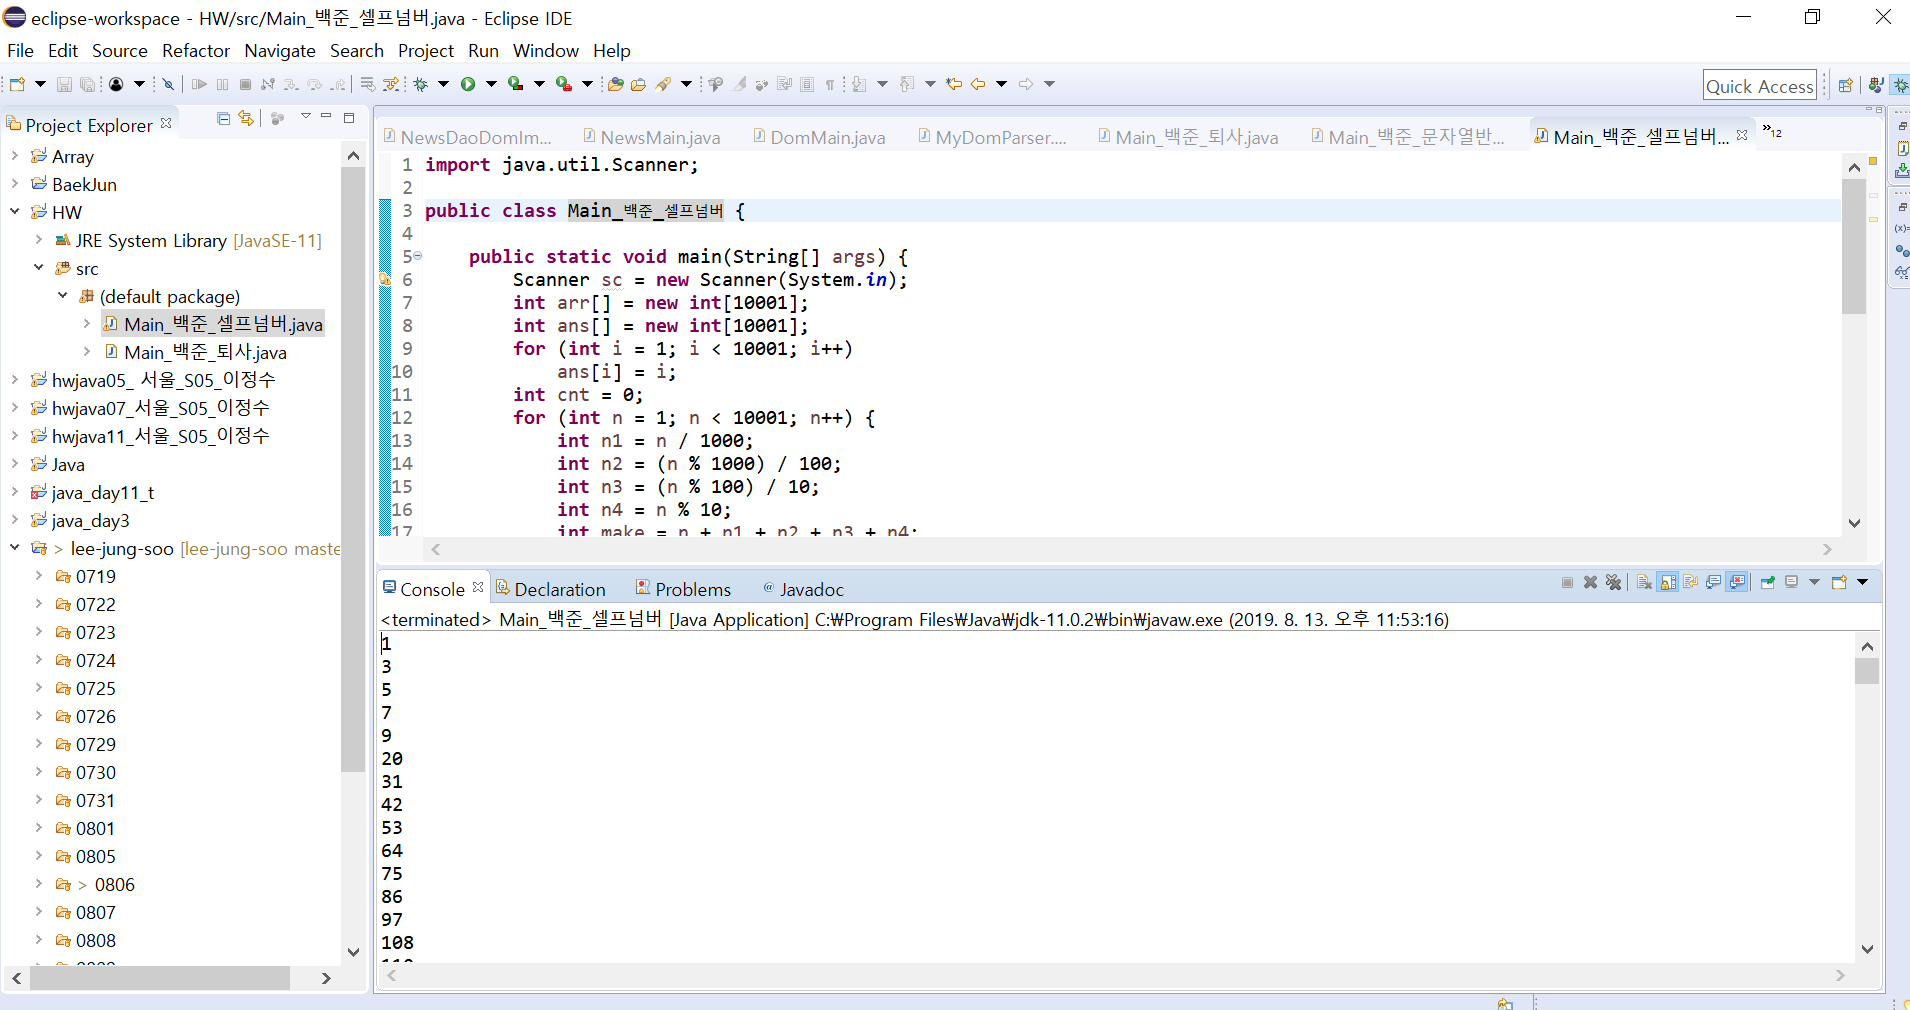 eclipse-workspace - HW/src/Main_백준_셀프넘버.java - Eclipse IDE
File Edit Source Refactor Navigate Search Project Run Window Help
Quick Access
Project Explorer
Array
BaekJun
HW
JRE System Library [JavaSE-11]
src
(default package)
Main_백준_셀프넘버.java
Main_백준_퇴사.java
hwjava05_ 서울_S05_이정수
hwjava07_서울_S05_이정수
hwjava11_서울_S05_이정수
Java
java_day11_t
java_day3
> lee-jung-soo [lee-jung-soo maste
0719
0722
0723
0724
0725
0726
0729
0730
0731
0801
0805
> 0806
0807
0808
NewsDaoDomIm... NewsMain.java DomMain.java MyDomParser.... Main_백준_퇴사.java Main_백준_문자열반... Main_백준_셀프넘버... »12
1 import java.util.Scanner;
2
3 public class Main_백준_셀프넘버 {
4
5 public static void main(String[] args) {
6 Scanner sc = new Scanner(System.in);
7 int arr[] = new int[10001];
8 int ans[] = new int[10001];
9 for (int i = 1; i < 10001; i++)
10 ans[i] = i;
11 int cnt = 0;
12 for (int n = 1; n < 10001; n++) {
13 int n1 = n / 1000;
14 int n2 = (n % 1000) / 100;
15 int n3 = (n % 100) / 10;
16 int n4 = n % 10;
17 int make = n + n1 + n2 + n3 + n4;
Console Declaration Problems @ Javadoc
<terminated> Main_백준_셀프넘버 [Java Application] C:₩Program Files₩Java₩jdk-11.0.2₩bin₩javaw.exe (2019. 8. 13. 오후 11:53:16)
1
3
5
7
9
20
31
42
53
64
75
86
97
108